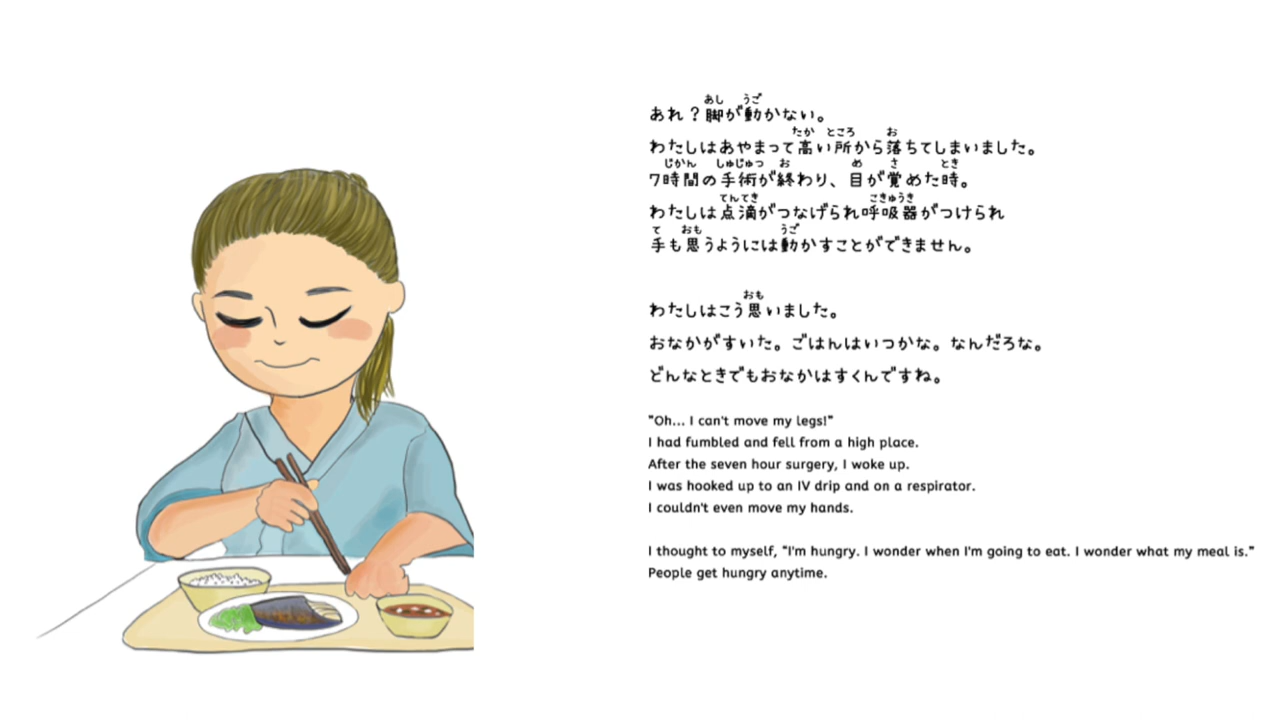 あれ？脚が動かない。
わたしはあやまって高い所から落ちてしまいました。
7時間の手術が終わり、目が覚めた時。
わたしは点滴がつなげられ呼吸器がつけられ
手も思うようには動かすことができません。
わたしはこう思いました。
おなかがすいた。ごはんはいつかな。なんだろな。
どんなときでもおなかはすくんですね。
"Oh... I can't move my legs!"
I had fumbled and fell from a high place.
After the seven hour surgery, I woke up.
I was hooked up to an IV drip and on a respirator.
I couldn't even move my hands.
I thought to myself, "I'm hungry. I wonder when I'm going to eat. I wonder what my meal is."
People get hungry anytime.